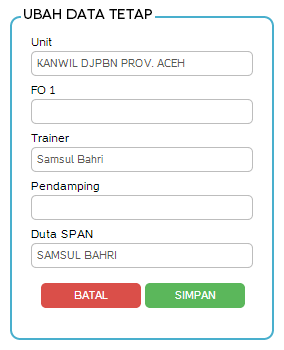 UBAH DATA TETAP
Unit
KANWIL DJPBN PROV. ACEH
FO 1
Trainer
Samsul Bahri
Pendamping
Duta SPAN
SAMSUL BAHRI
BATAL SIMPAN